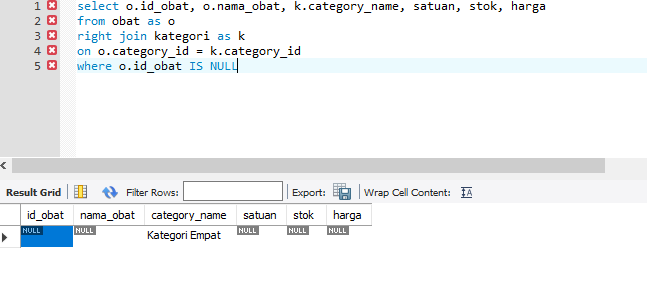 1 select o.id_obat, o.nama_obat, k.category_name, satuan, stok, harga
2 from obat as o
3 right join kategori as k
4 on o.category_id = k.category_id
5 where o.id_obat IS NULL
Result Grid Filter Rows: Export: Wrap Cell Content: IA
id_obat nama_obat category_name satuan stok harga
NULL NULL Kategori Empat NULL NULL NULL